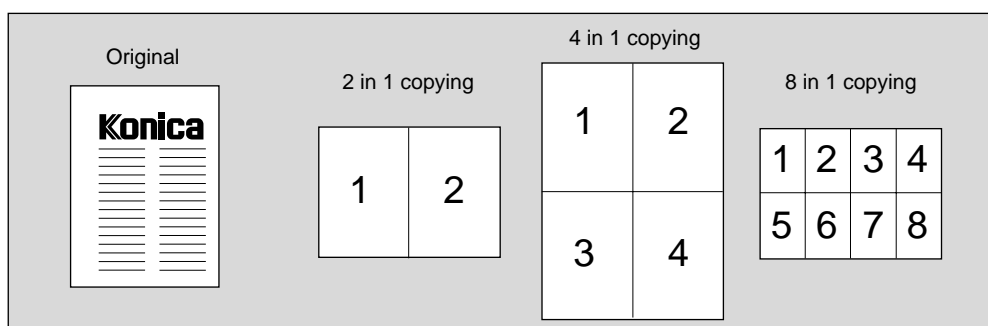 Original
Konica
2 in 1 copying
1 2
4 in 1 copying
1 2
3 4
8 in 1 copying
1 2 3 4
5 6 7 8